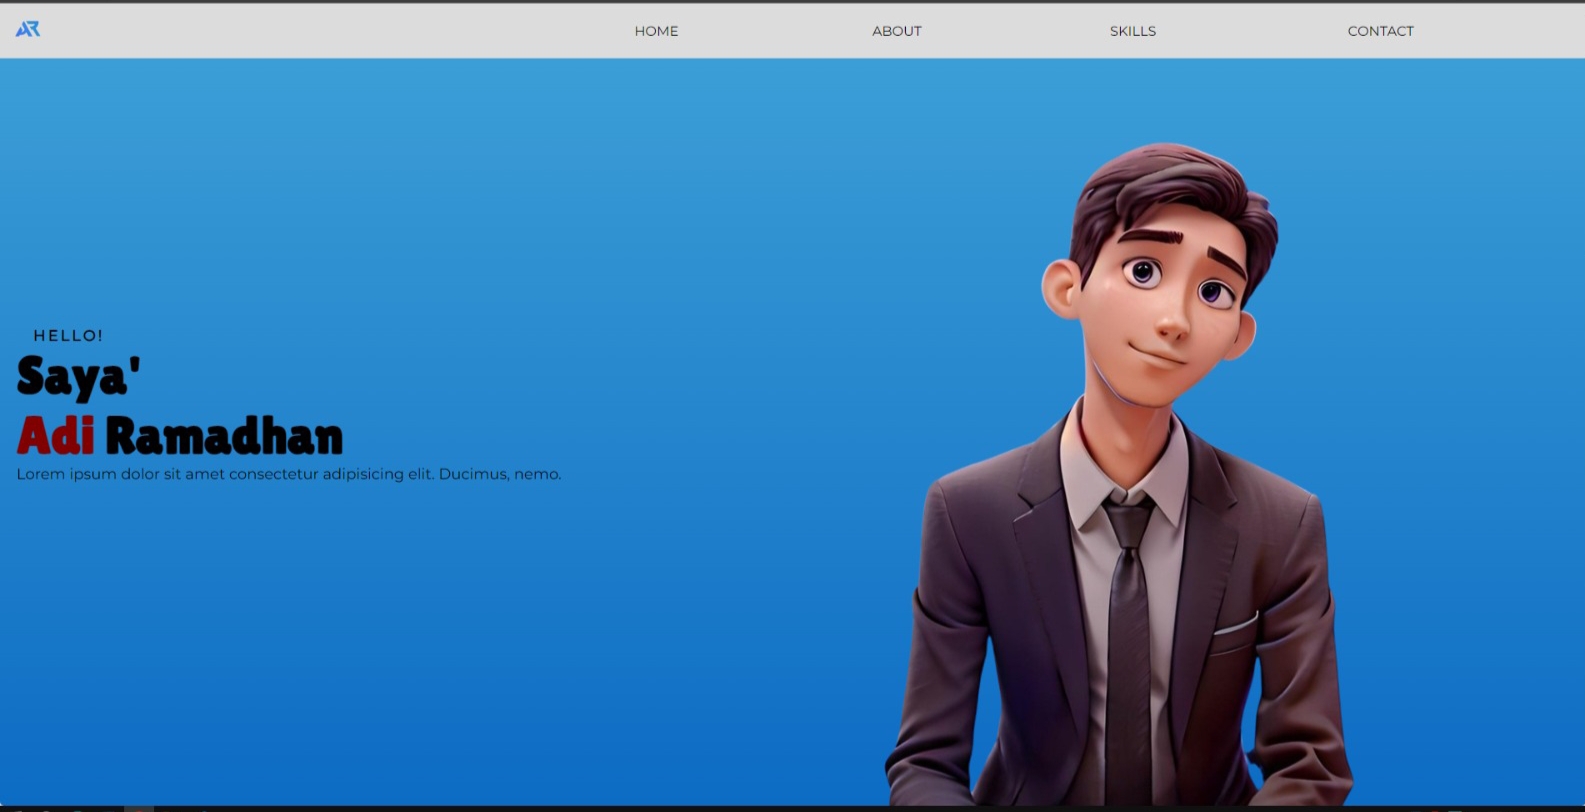 AR
HOME ABOUT SKILLS CONTACT
HELLO!
Saya'
Adi Ramadhan
Lorem ipsum dolor sit amet consectetur adipisicing elit. Ducimus, nemo.